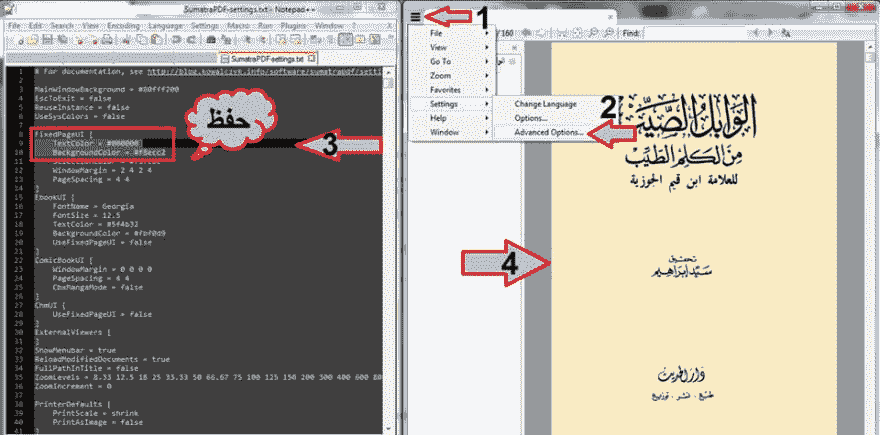 SumatraPDF-settings.txt - Notepad++
File Edit Search View Encoding Language Settings Macro Run Plugins Window ?
SumatraPDF-settings.txt
1 # For documentation, see http://blog.kowalczyk.info/software/sumatrapdf/setti
2
3 MainWindowBackground = #80fff200
4 EscToExit = false
5 ReuseInstance = false
6 UseSysColors = false
7
8 FixedPageUI [
9 TextColor = #000000
10 BackgroundColor = #f5ecc2
12 WindowMargin = 2 4 2 4
13 PageSpacing = 4 4
14 ]
15 EbookUI [
16 FontName = Georgia
17 FontSize = 12.5
18 TextColor = #5f4b32
19 BackgroundColor = #fbf0d9
20 UseFixedPageUI = false
21 ]
22 ComicBookUI [
23 WindowMargin = 0 0 0 0
24 PageSpacing = 4 4
25 CbxMangaMode = false
26 ]
27 ChmUI [
28 UseFixedPageUI = false
29 ]
30 ExternalViewers [
31 ]
32 ShowMenubar = true
33 ReloadModifiedDocuments = true
34 FullPathInTitle = false
35 ZoomLevels = 8.33 12.5 18 25 33.33 50 66.67 75 100 125 150 200 300 400 600 80
36 ZoomIncrement = 0
37
38 PrinterDefaults [
39 PrintScale = shrink
40 PrintAsImage = false
41 ]
حفظ
3
1
/ 160 Find:
File
View
Go To
Zoom
Favorites
Settings
Help
Window
Change Language
Options...
Advanced Options...
2
4
الوابل الصيب
من الكلم الطيب
للعلامة ابن قيم الجوزية
تحقيق
سيد إبراهيم
دار الحديث
طبع . نشر . توزيع